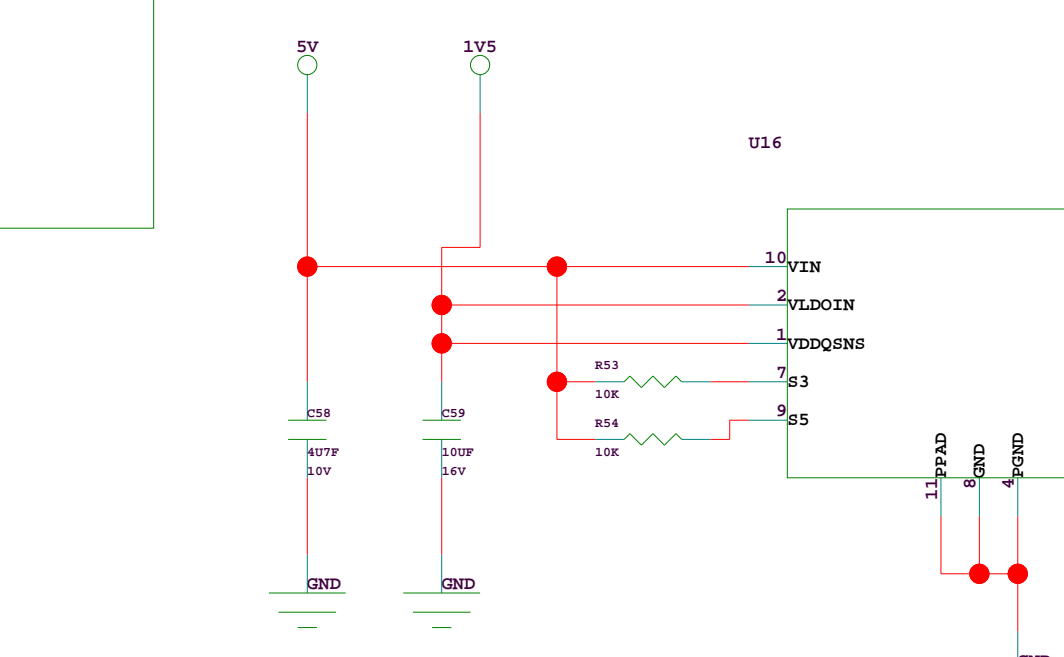 5V
1V5
U16
10
VIN
2
VLDOIN
1
VDDQSNS
R53
7
S3
10K
C58
C59
R54
9
S5
4U7F
10UF
10K
10V
16V
PPAD
GND
PGND
11
8
4
GND
GND